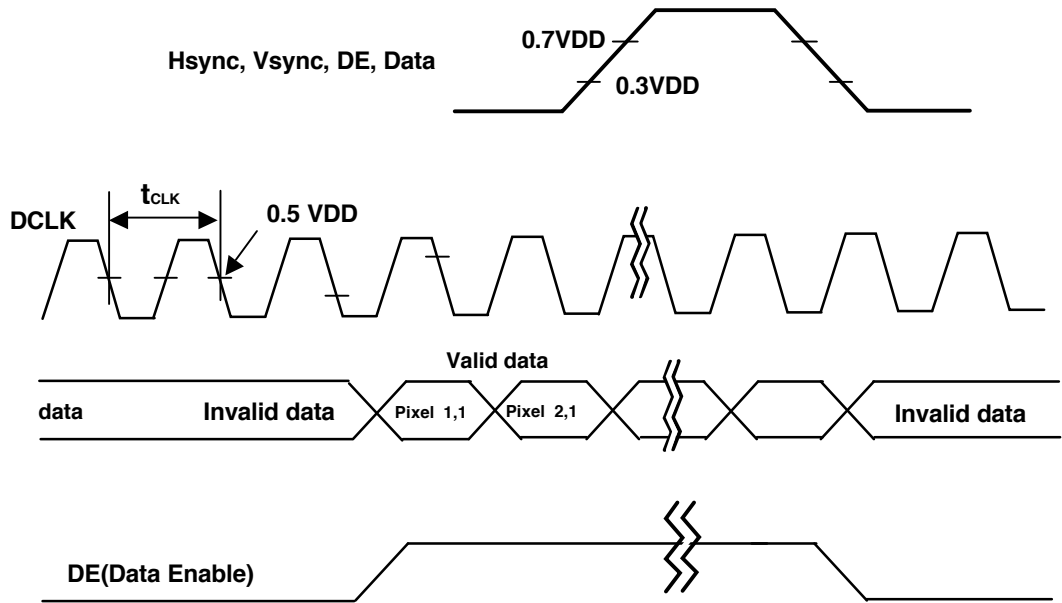 0.7VDD
Hsync, Vsync, DE, Data
0.3VDD
tCLK
DCLK
0.5 VDD
Valid data
data
Invalid data
Pixel 1,1
Pixel 2,1
Invalid data
DE(Data Enable)